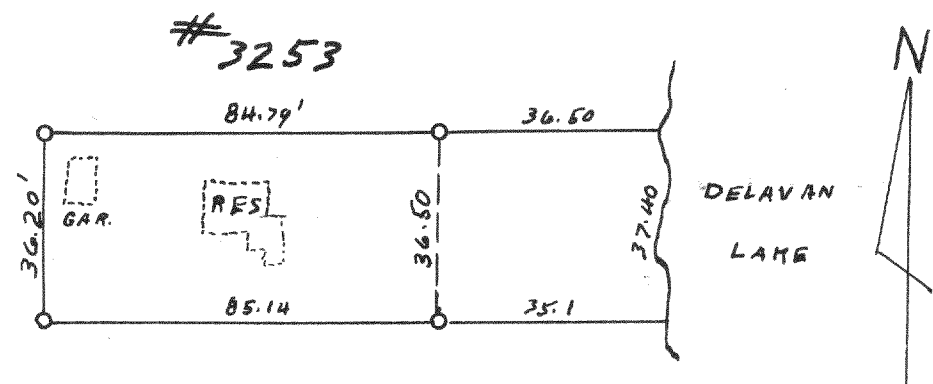 # 3253
N
84.79'
36.50
36.20'
GAR.
RES
36.50
37.40
DELAVAN
LAKE
85.14
35.1